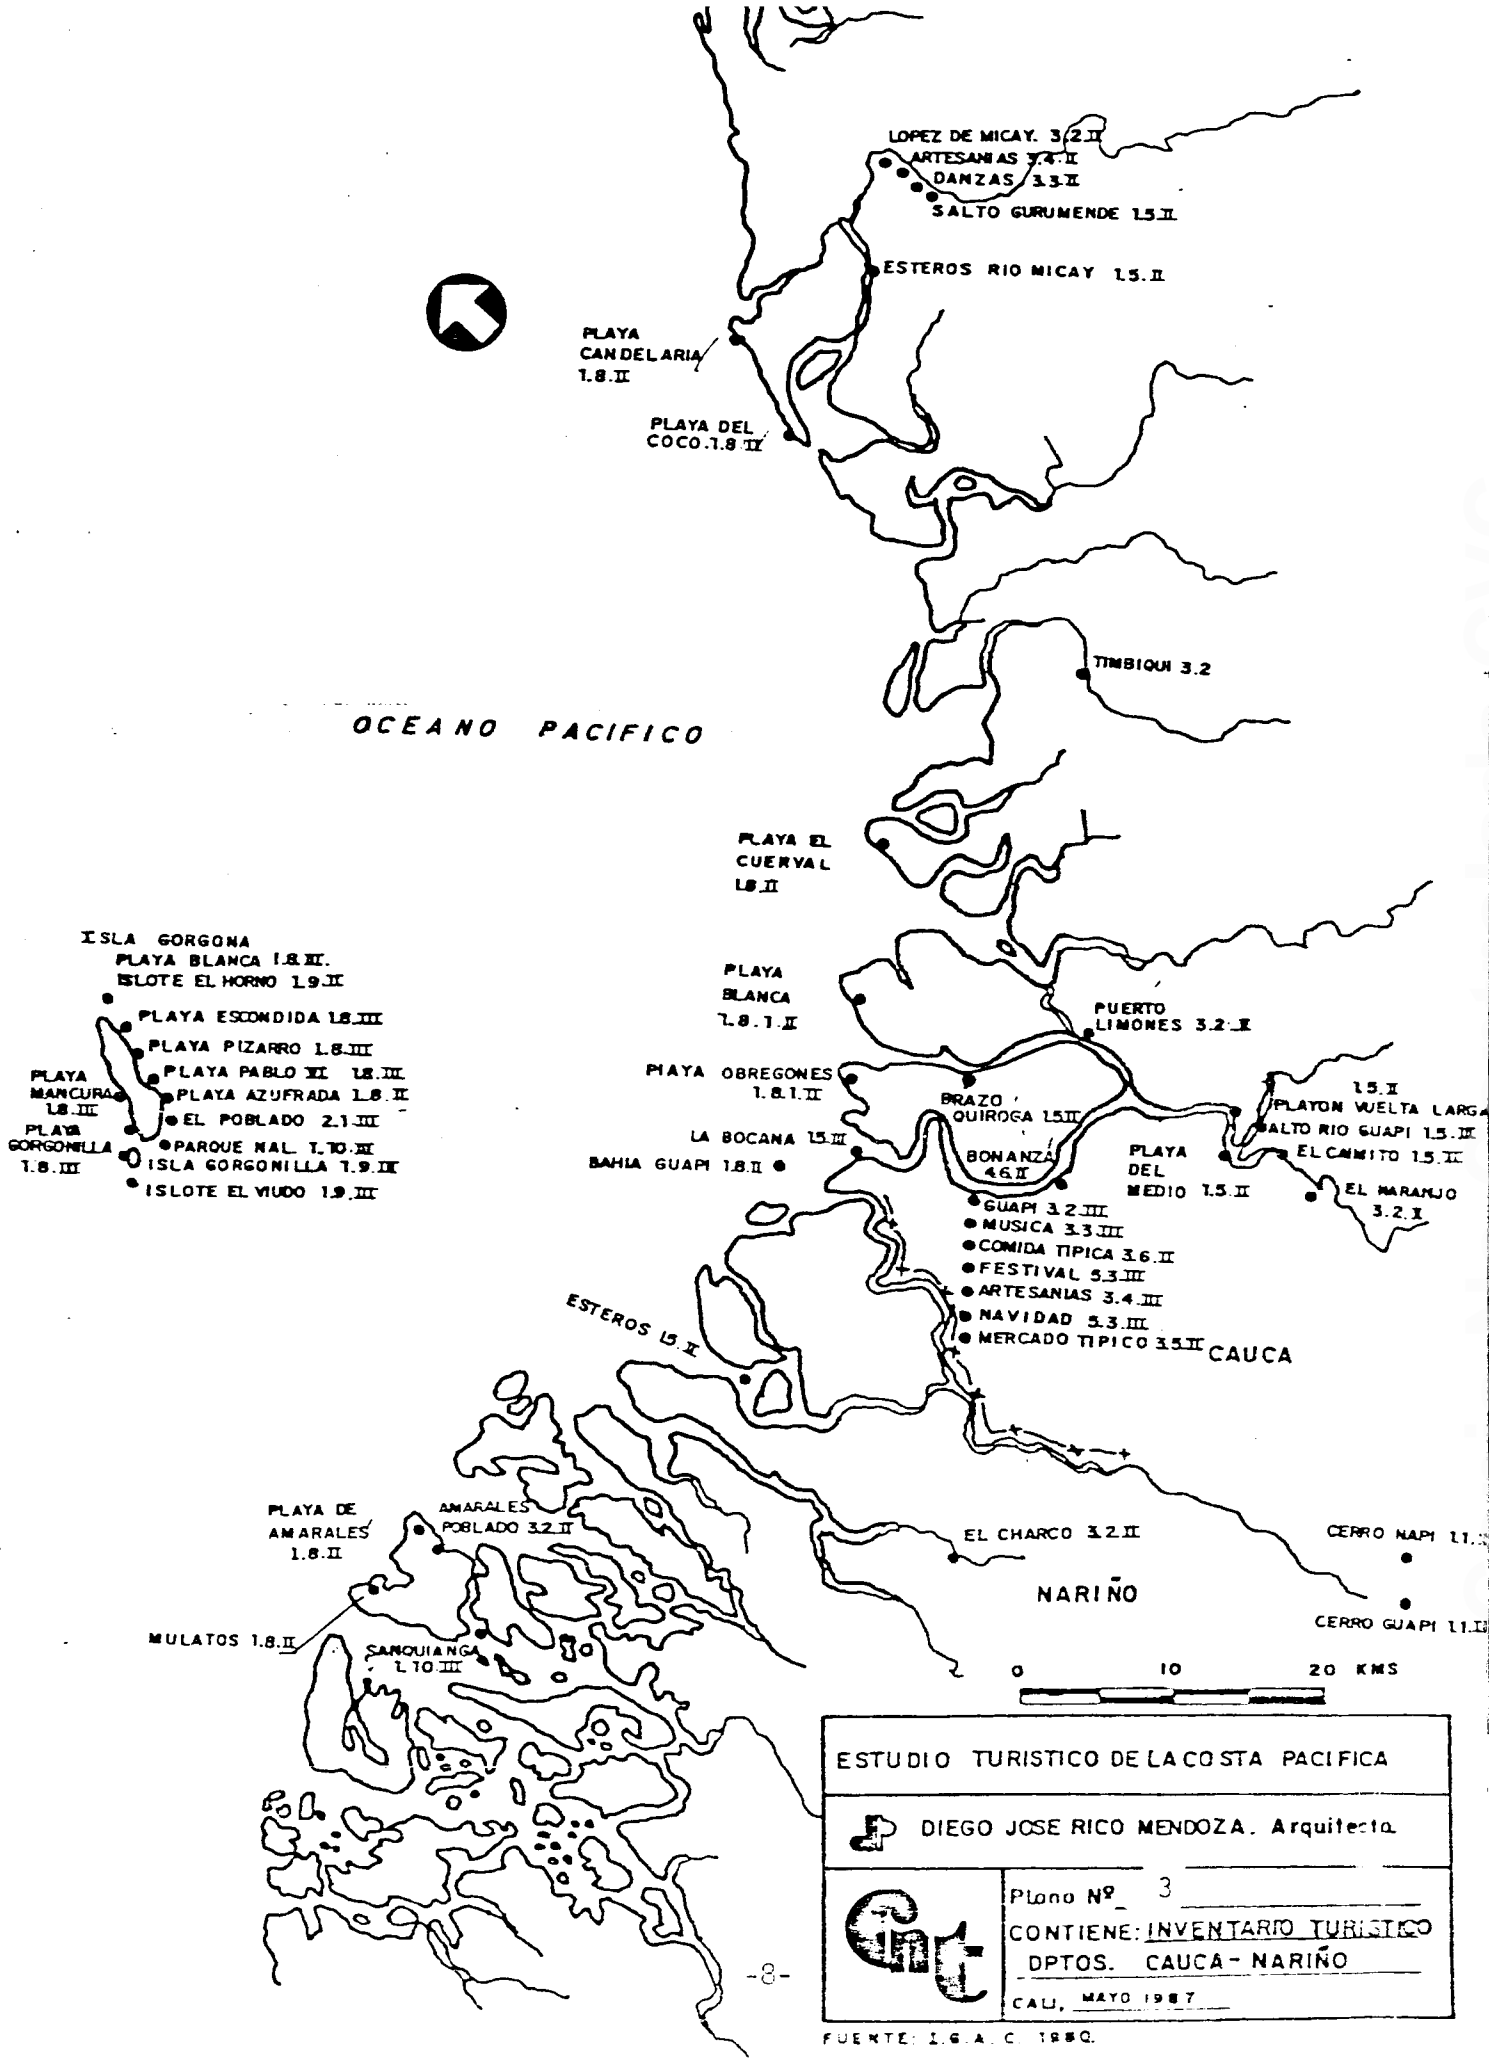 LOPEZ DE MICAY. 3.2.II
ARTESANIAS 3.4.II
DANZAS 3.3.II
SALTO GURUMENDE 1.5.II
ESTEROS RIO MICAY 1.5.II
PLAYA
CANDELARIA
1.8.II
PLAYA DEL
COCO.1.8.II
TIMBIQUI 3.2
OCEANO PACIFICO
PLAYA EL
CUERVAL
1.8.II
ISLA GORGONA
PLAYA BLANCA 1.8.III.
ISLOTE EL HORNO 1.9.II
PLAYA ESCONDIDA 1.8.III
PLAYA PIZARRO 1.8.III
PLAYA PABLO VI 1.8.III
PLAYA AZUFRADA 1.8.II
EL POBLADO 2.1.III
PARQUE NAL. 1.10.III
ISLA GORGONILLA 1.9.II
ISLOTE EL VIUDO 1.9.III
PLAYA
MANCURA
1.8.III
PLAYA
GORGONILLA
1.8.III
PLAYA
BLANCA
1.8.1.II
PUERTO
LIMONES 3.2.II
PLAYA OBREGONES
1.8.1.II
BRAZO
QUIROGA 1.5.II
LA BOCANA 1.5.III
BAHIA GUAPI 1.8.II
BONANZA
4.6.II
PLAYA
DEL
MEDIO 1.5.II
1.5.II
PLAYON VUELTA LARGA
ALTO RIO GUAPI 1.5.III
EL CAIMITO 1.5.II
EL NARANJO
3.2.II
GUAPI 3.2.III
MUSICA 3.3.III
COMIDA TIPICA 3.6.II
FESTIVAL 5.3.III
ARTESANIAS 3.4.III
NAVIDAD 5.3.III
MERCADO TIPICO 3.5.II
CAUCA
ESTEROS 1.5.II
PLAYA DE
AMARALES
1.8.II
AMARALES
POBLADO 3.2.II
EL CHARCO 3.2.II
CERRO NAPI 1.1.
NARIÑO
CERRO GUAPI 1.1.
MULATOS 1.8.II
SANQUIANGA
1.10.III
0 10 20 KMS
ESTUDIO TURISTICO DE LA COSTA PACIFICA
DIEGO JOSE RICO MENDOZA. Arquitecto
Cnt
Plano Nº 3
CONTIENE: INVENTARIO TURISTICO
DPTOS. CAUCA-NARIÑO
CALI, MAYO 1987
-8-
FUENTE: I.G.A.C. 1980.